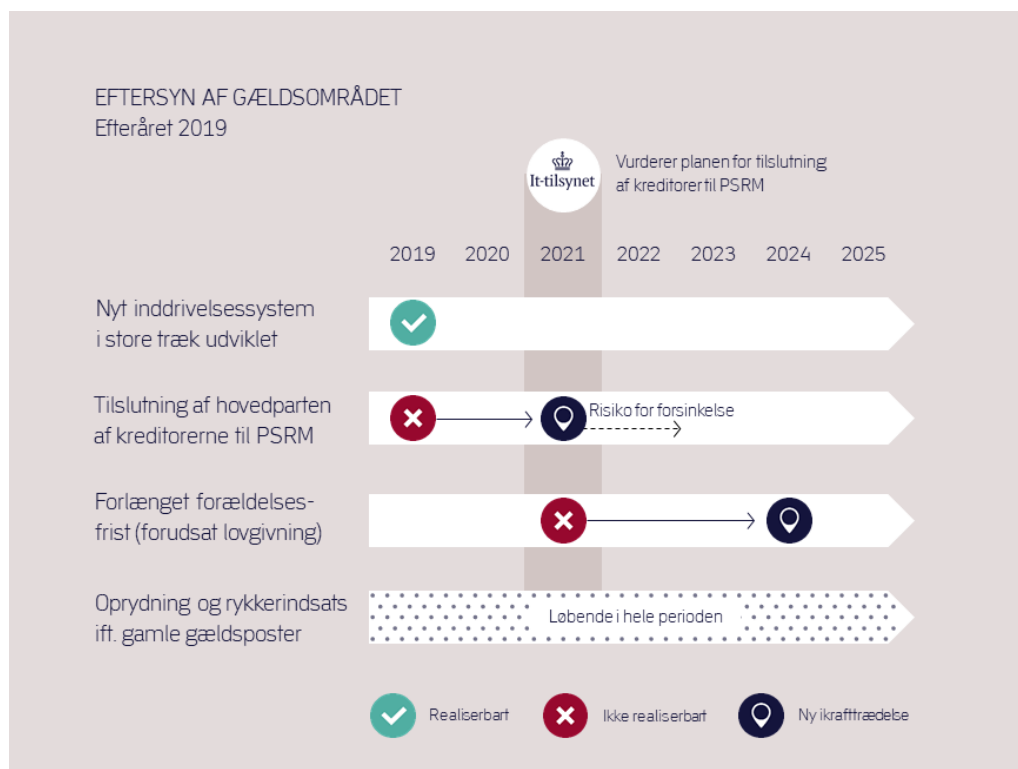 EFTERSYN AF GÆLDSOMRÅDET
Efteråret 2019
It-tilsynet
Vurderer planen for tilslutning
af kreditorer til PSRM
2019 2020 2021 2022 2023 2024 2025
Nyt inddrivelsessystem
i store træk udviklet
Tilslutning af hovedparten
af kreditorerne til PSRM
Risiko for forsinkelse
Forlænget forældelses-
frist (forudsat lovgivning)
Oprydning og rykkerindsats
ift. gamle gældsposter
Løbende i hele perioden
Realiserbart
Ikke realiserbart
Ny ikrafttrædelse